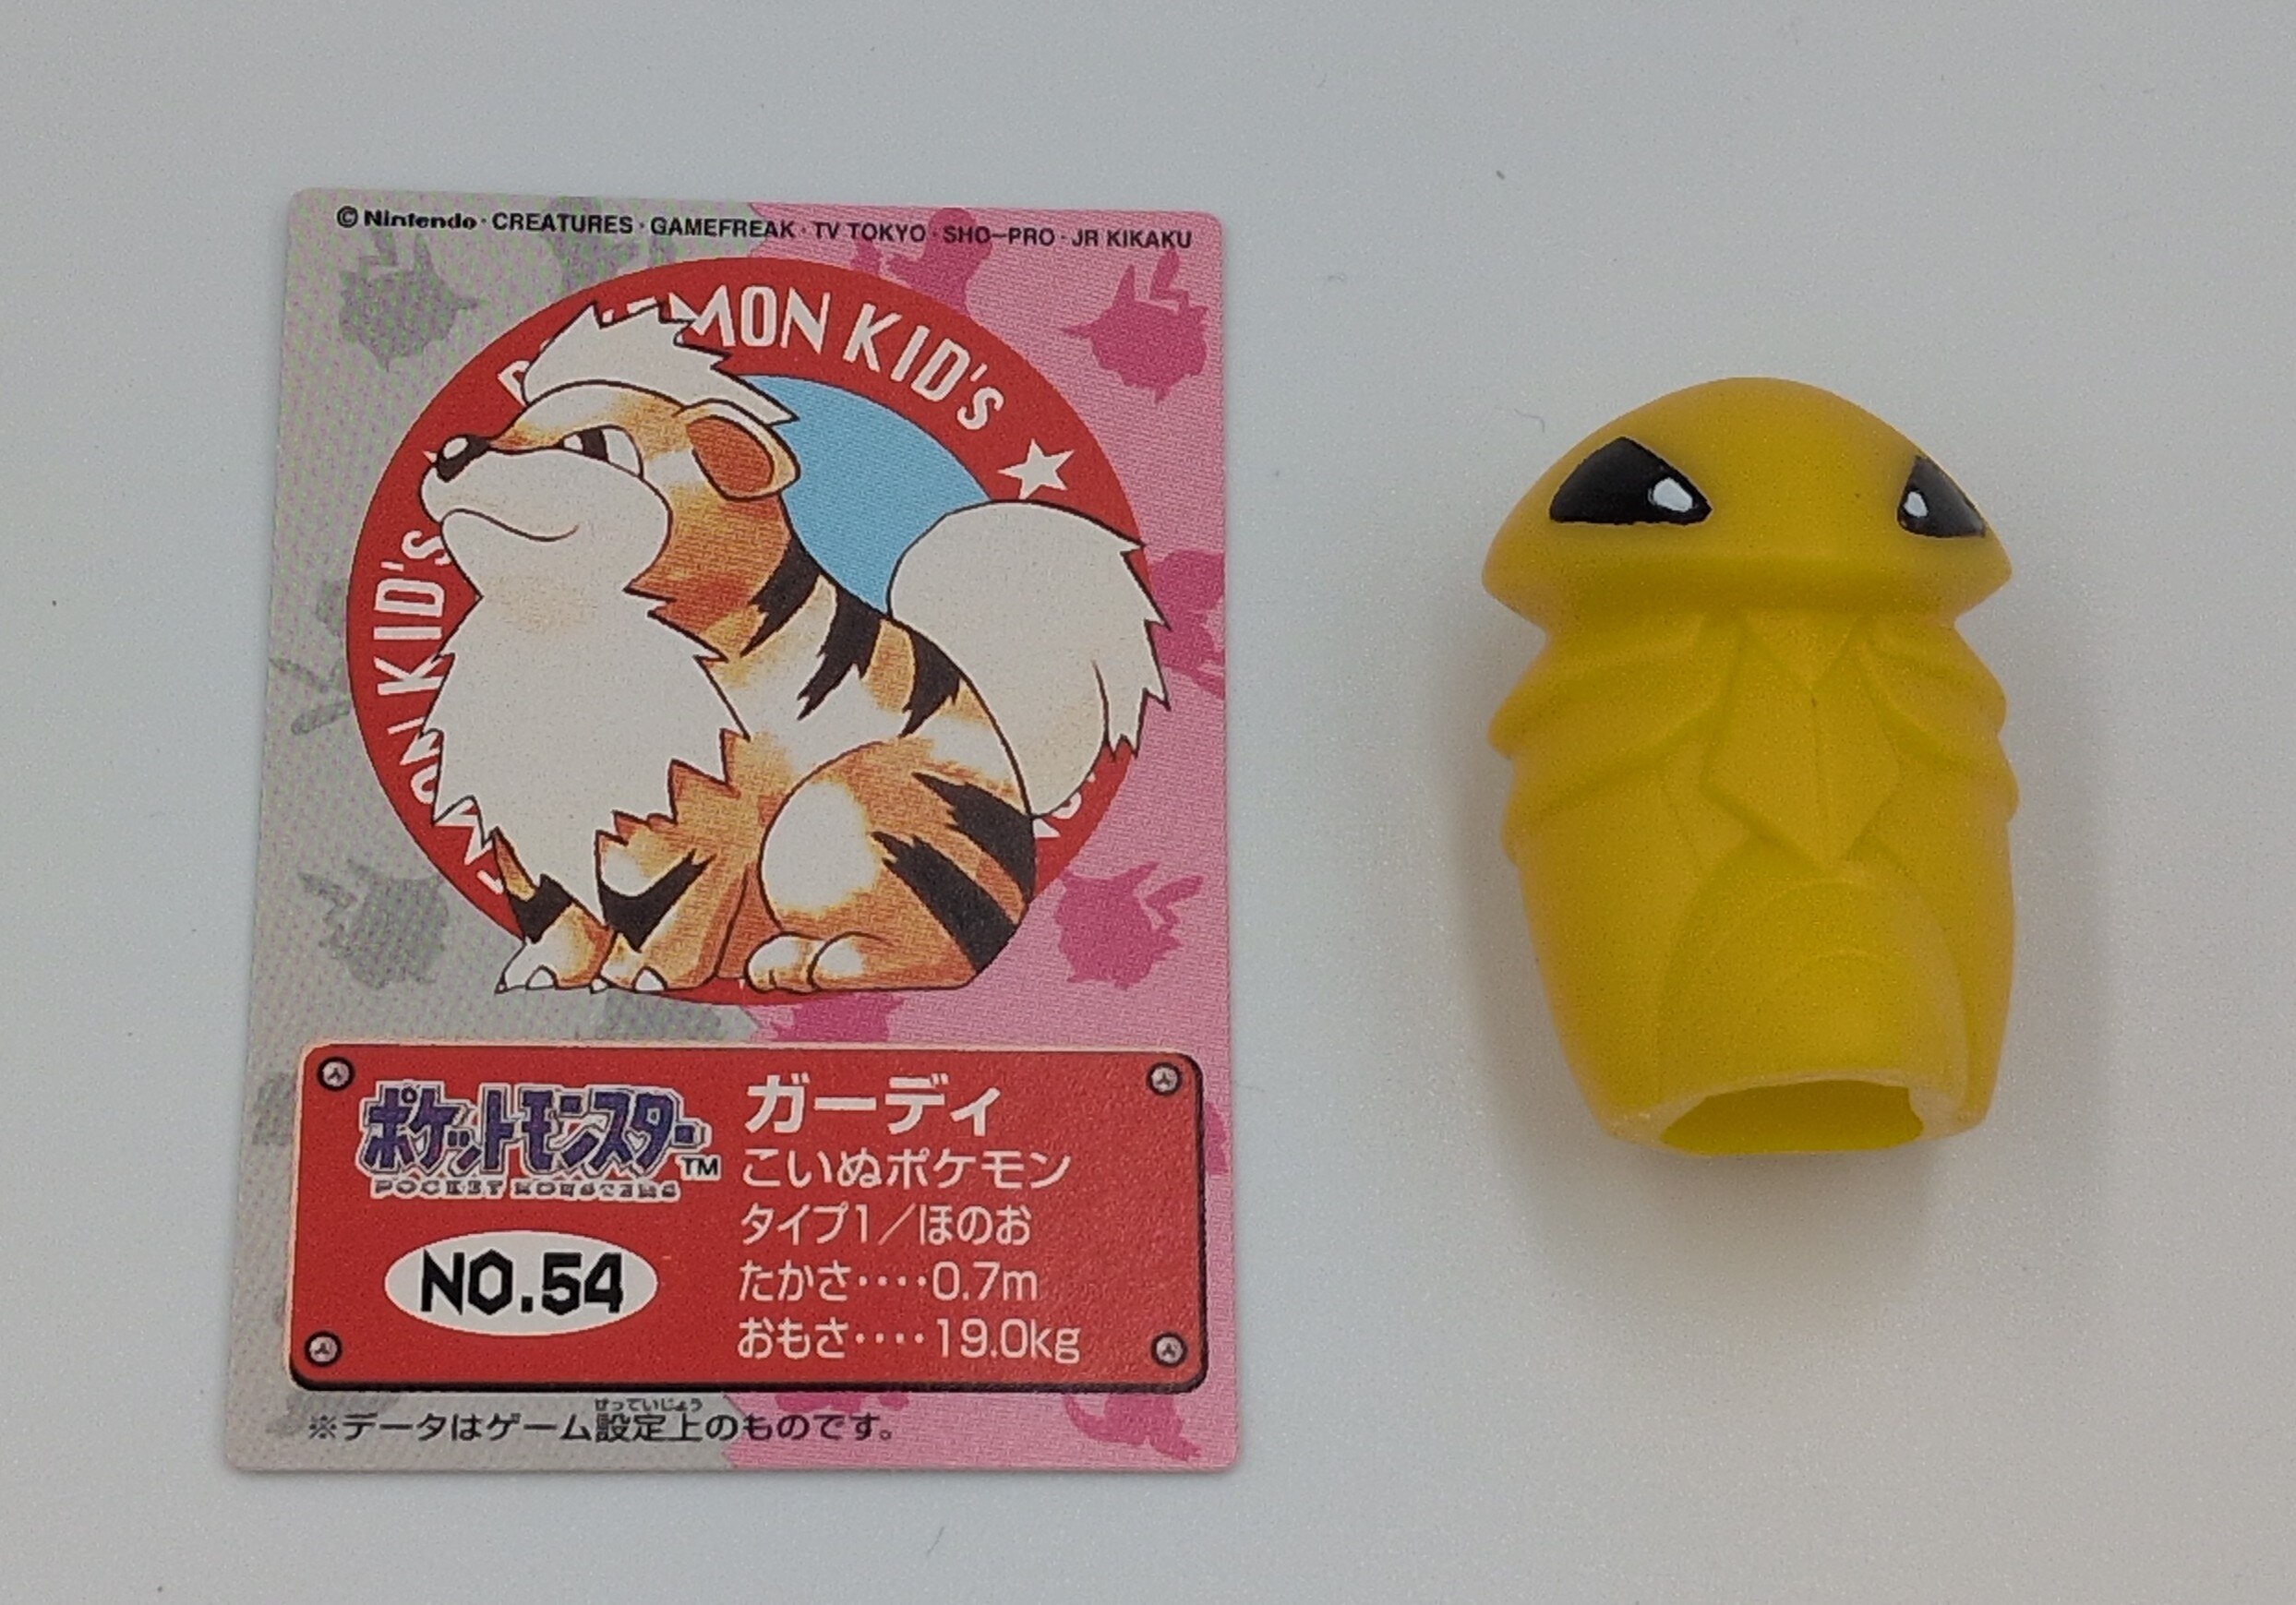 © Nintendo · CREATURES · GAMEFREAK · TV TOKYO · SHO-PRO · JR KIKAKU
KID's
KID's
ポケットモンスター TM
POCKET MONSTERS
NO.54
ガーディ
こいぬポケモン
タイプ1／ほのお
たかさ‥‥0.7m
おもさ‥‥19.0kg
せっていじょう
※データはゲーム設定上のものです。